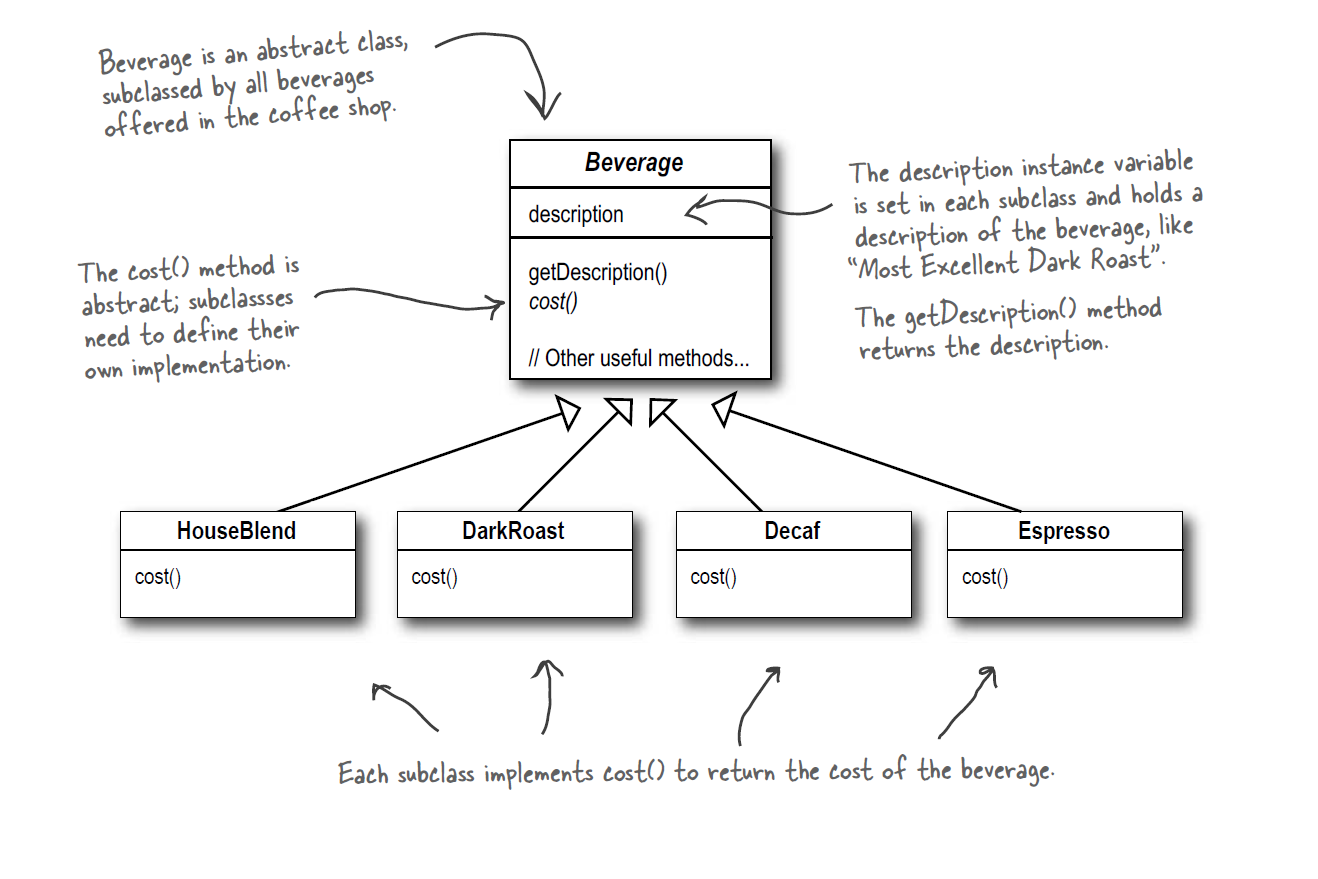 Beverage is an abstract class,
subclassed by all beverages
offered in the coffee shop.
Beverage
description
getDescription()
cost()
// Other useful methods...
The description instance variable
is set in each subclass and holds a
description of the beverage, like
“Most Excellent Dark Roast”.
The getDescription() method
returns the description.
The cost() method is
abstract; subclassses
need to define their
own implementation.
HouseBlend
cost()
DarkRoast
cost()
Decaf
cost()
Espresso
cost()
Each subclass implements cost() to return the cost of the beverage.